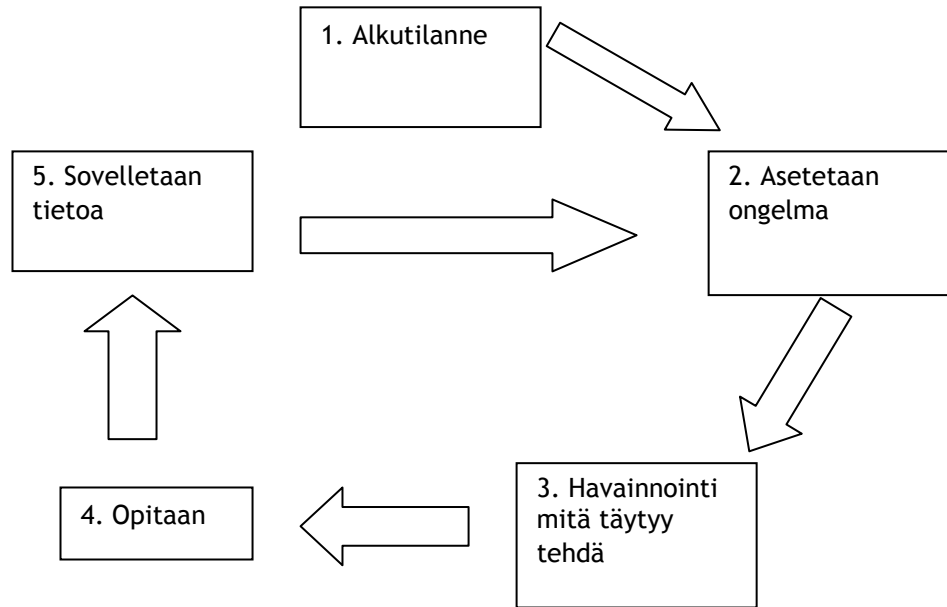 1. Alkutilanne
2. Asetetaan
ongelma
3. Havainnointi
mitä täytyy
tehdä
4. Opitaan
5. Sovelletaan
tietoa